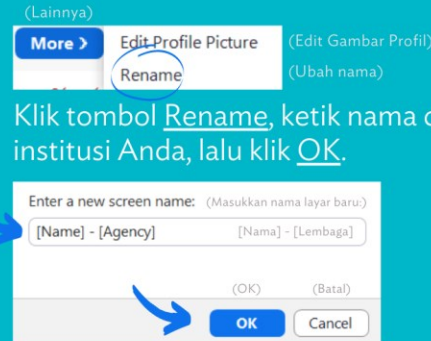 (Lainnya)
More > Edit Profile Picture (Edit Gambar Profil)
Rename (Ubah nama)
Klik tombol Rename, ketik nama d
institusi Anda, lalu klik OK.
Enter a new screen name: (Masukkan nama layar baru:)
[Name] - [Agency] [Nama] - [Lembaga]
(OK) (Batal)
OK Cancel